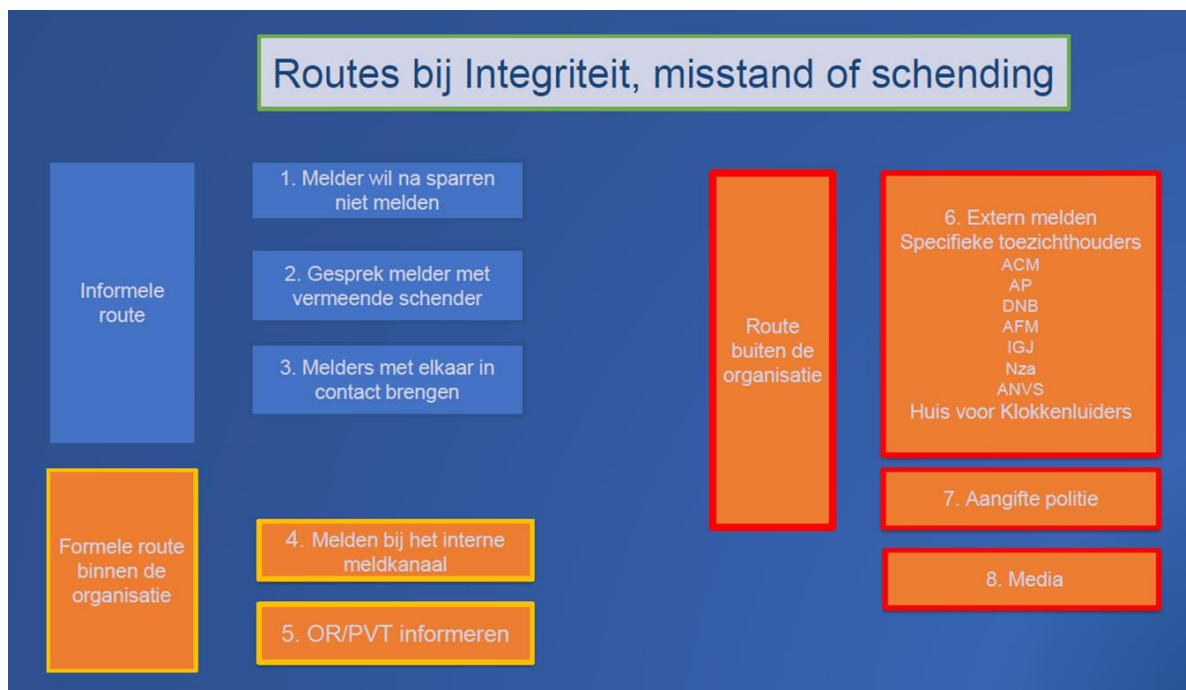 Routes bij Integriteit, misstand of schending
Informele
route
1. Melder wil na sparren
niet melden
2. Gesprek melder met
vermeende schender
3. Melders met elkaar in
contact brengen
Formele route
binnen de
organisatie
4. Melden bij het interne
meldkanaal
5. OR/PVT informeren
Route
buiten de
organisatie
6. Extern melden
Specifieke toezichthouders
ACM
AP
DNB
AFM
IGJ
Nza
ANVS
Huis voor Klokkenluiders
7. Aangifte politie
8. Media